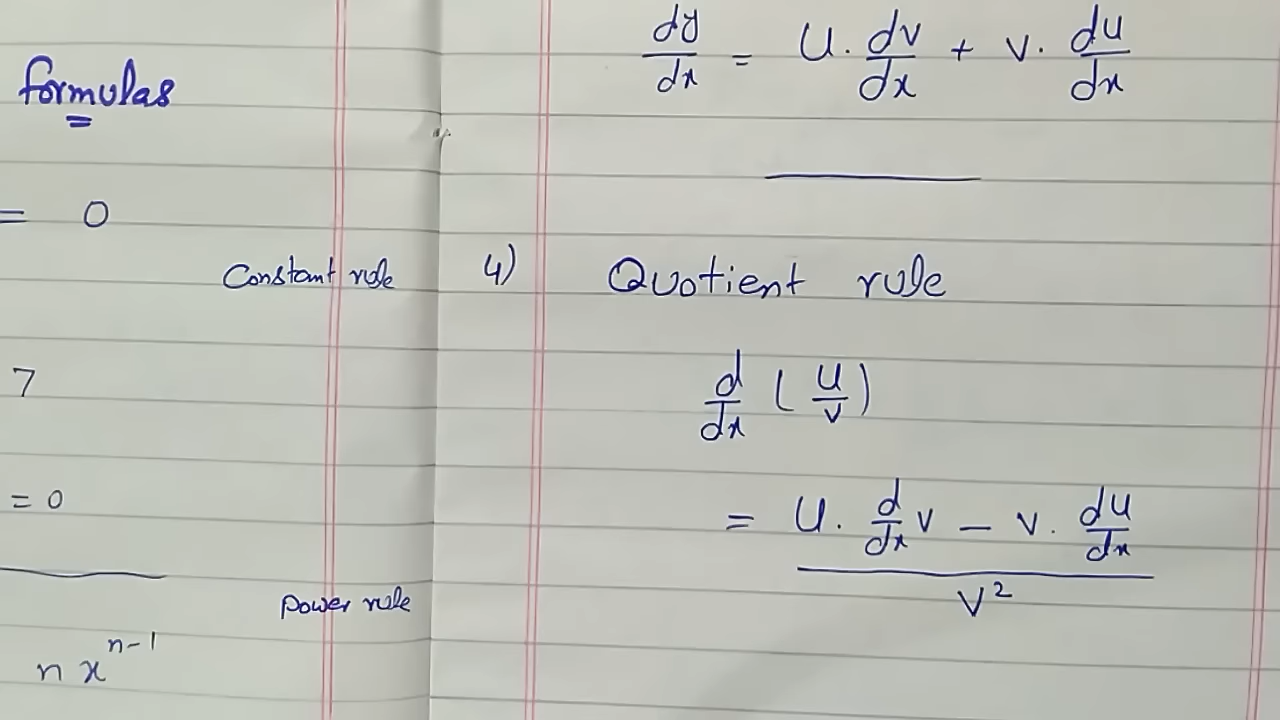 formulas
= 0
Constant rule
7
= 0
power rule
n x^{n-1}
dy/dx = U. dv/dx + v. du/dx
4) Quotient rule
d/dx (U/v)
= U. d/dx v - v. du/dx
v²